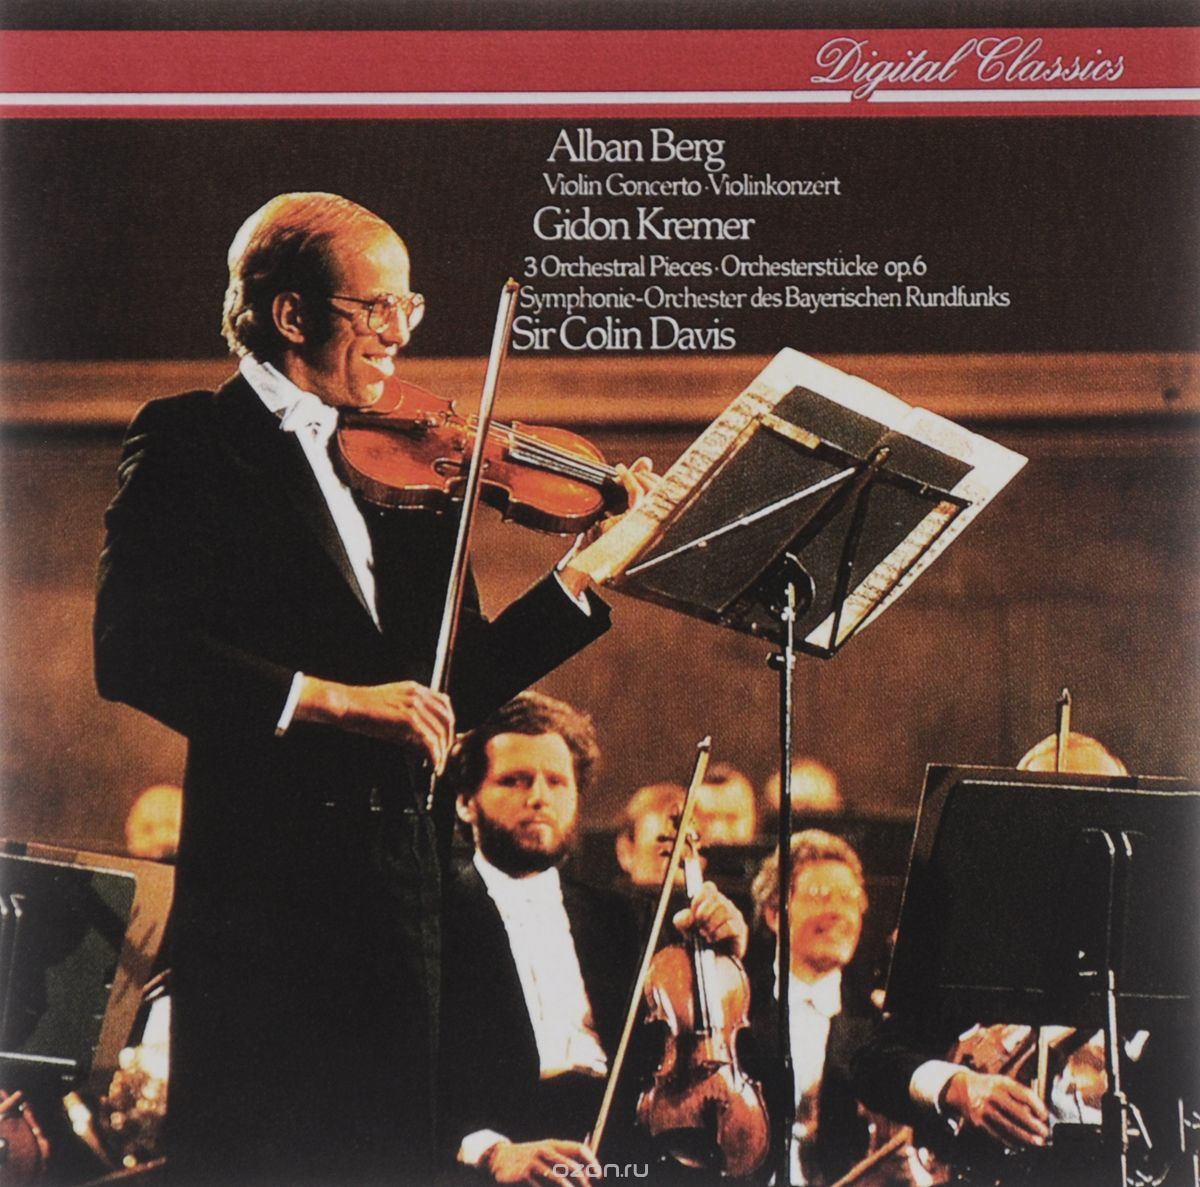 Digital Classics
Alban Berg
Violin Concerto·Violinkonzert
Gidon Kremer
3 Orchestral Pieces·Orchesterstücke op.6
Symphonie-Orchester des Bayerischen Rundfunks
Sir Colin Davis
ozon.ru